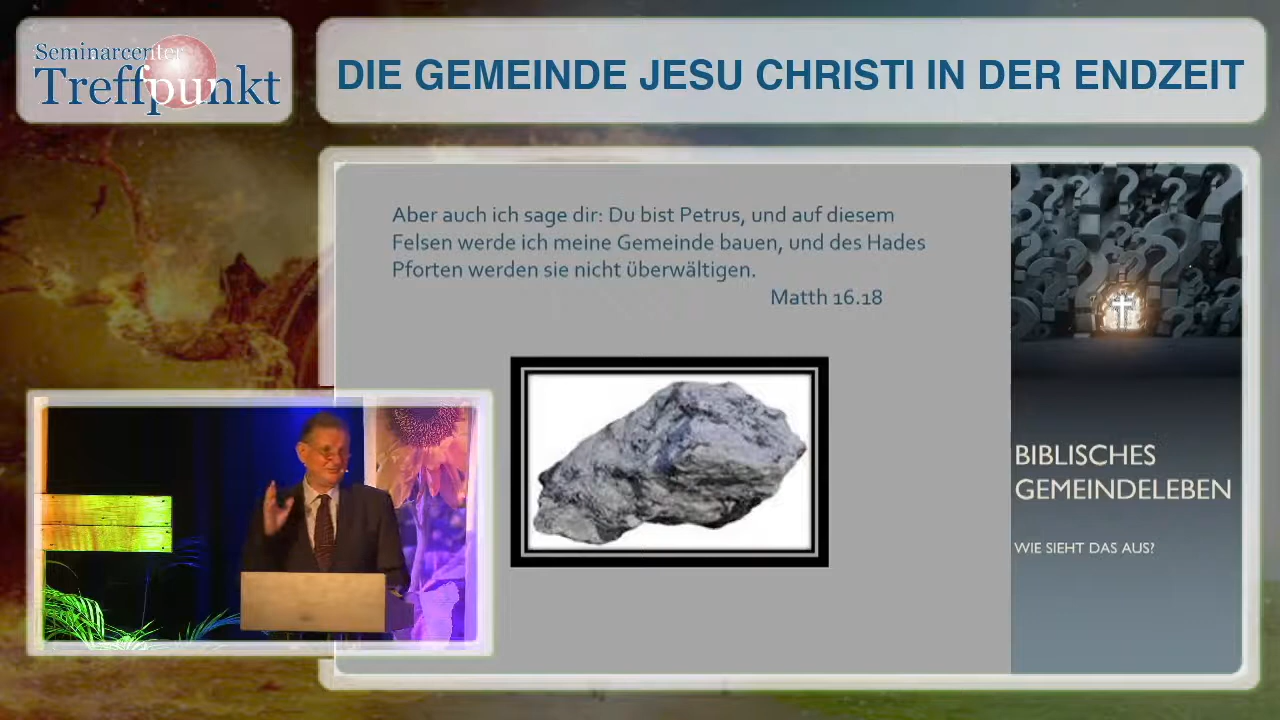 Seminarcenter
Treffpunkt
DIE GEMEINDE JESU CHRISTI IN DER ENDZEIT
Aber auch ich sage dir: Du bist Petrus, und auf diesem
Felsen werde ich meine Gemeinde bauen, und des Hades
Pforten werden sie nicht überwältigen.
Matth 16.18
BIBLISCHES
GEMEINDELEBEN
WIE SIEHT DAS AUS?